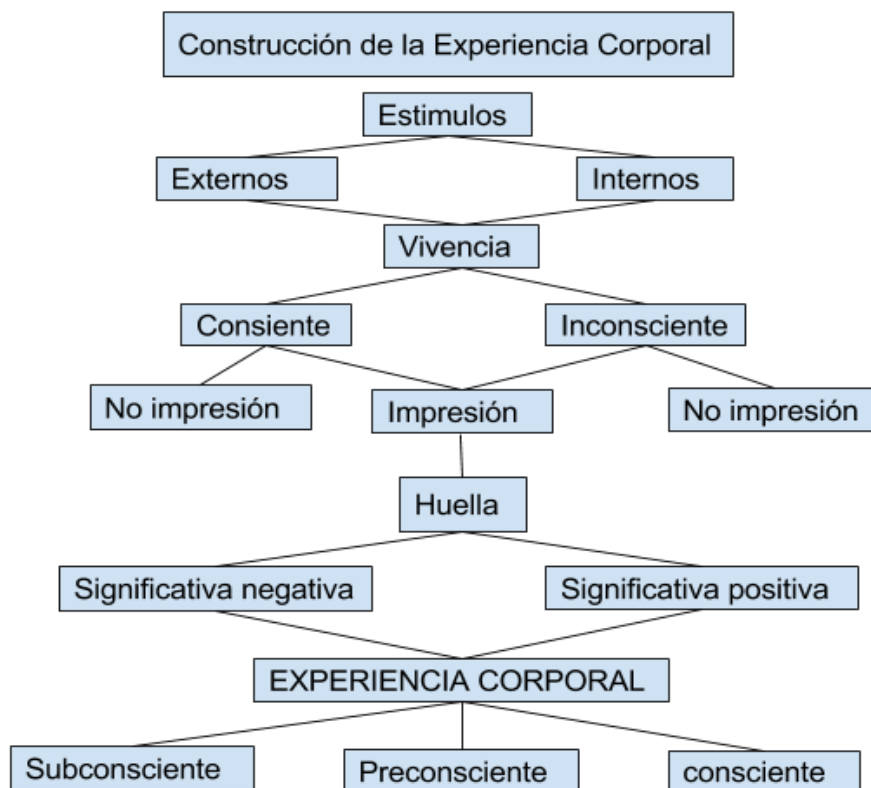 Construcción de la Experiencia Corporal
Estimulos
Externos
Internos
Vivencia
Consiente
Inconsciente
No impresión
Impresión
No impresión
Huella
Significativa negativa
Significativa positiva
EXPERIENCIA CORPORAL
Subconsciente
Preconsciente
consciente